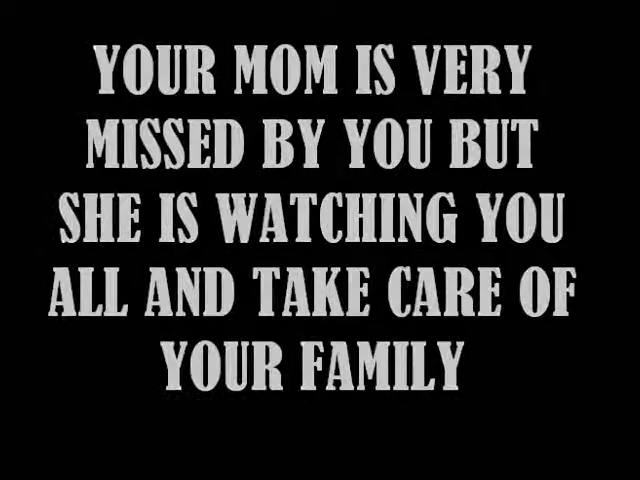 YOUR MOM IS VERY
MISSED BY YOU BUT
SHE IS WATCHING YOU
ALL AND TAKE CARE OF
YOUR FAMILY